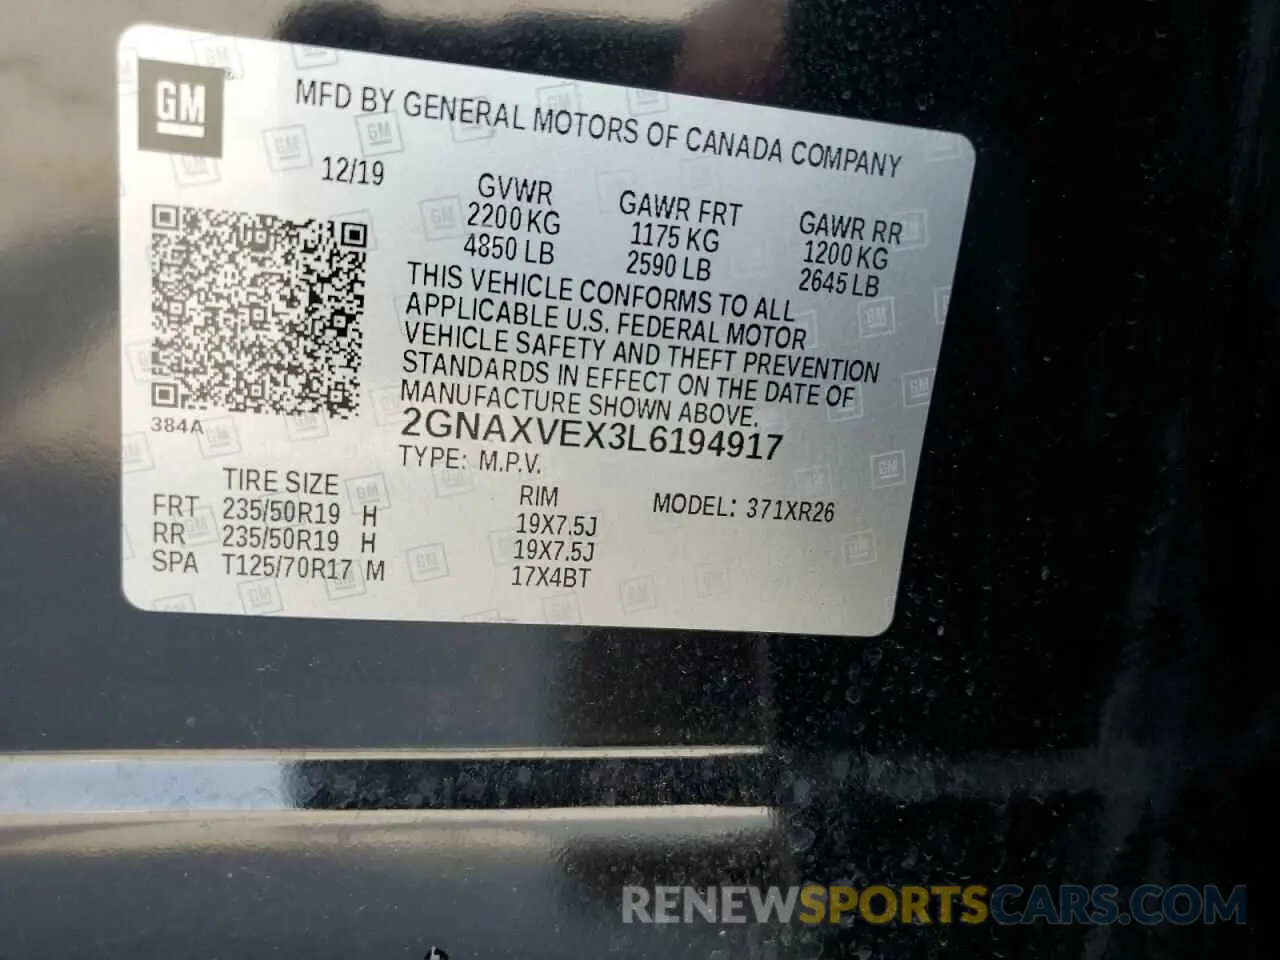 GM
MFD BY GENERAL MOTORS OF CANADA COMPANY
12/19
GVWR GAWR FRT GAWR RR
2200 KG 1175 KG 1200 KG
4850 LB 2590 LB 2645 LB
THIS VEHICLE CONFORMS TO ALL
APPLICABLE U.S. FEDERAL MOTOR
VEHICLE SAFETY AND THEFT PREVENTION
STANDARDS IN EFFECT ON THE DATE OF
MANUFACTURE SHOWN ABOVE.
384A
2GNAXVEX3L6194917
TYPE: M.P.V.
TIRE SIZE RIM MODEL: 371XR26
FRT 235/50R19 H 19X7.5J
RR 235/50R19 H 19X7.5J
SPA T125/70R17 M 17X4BT
RENEWSPORTSCARS.COM